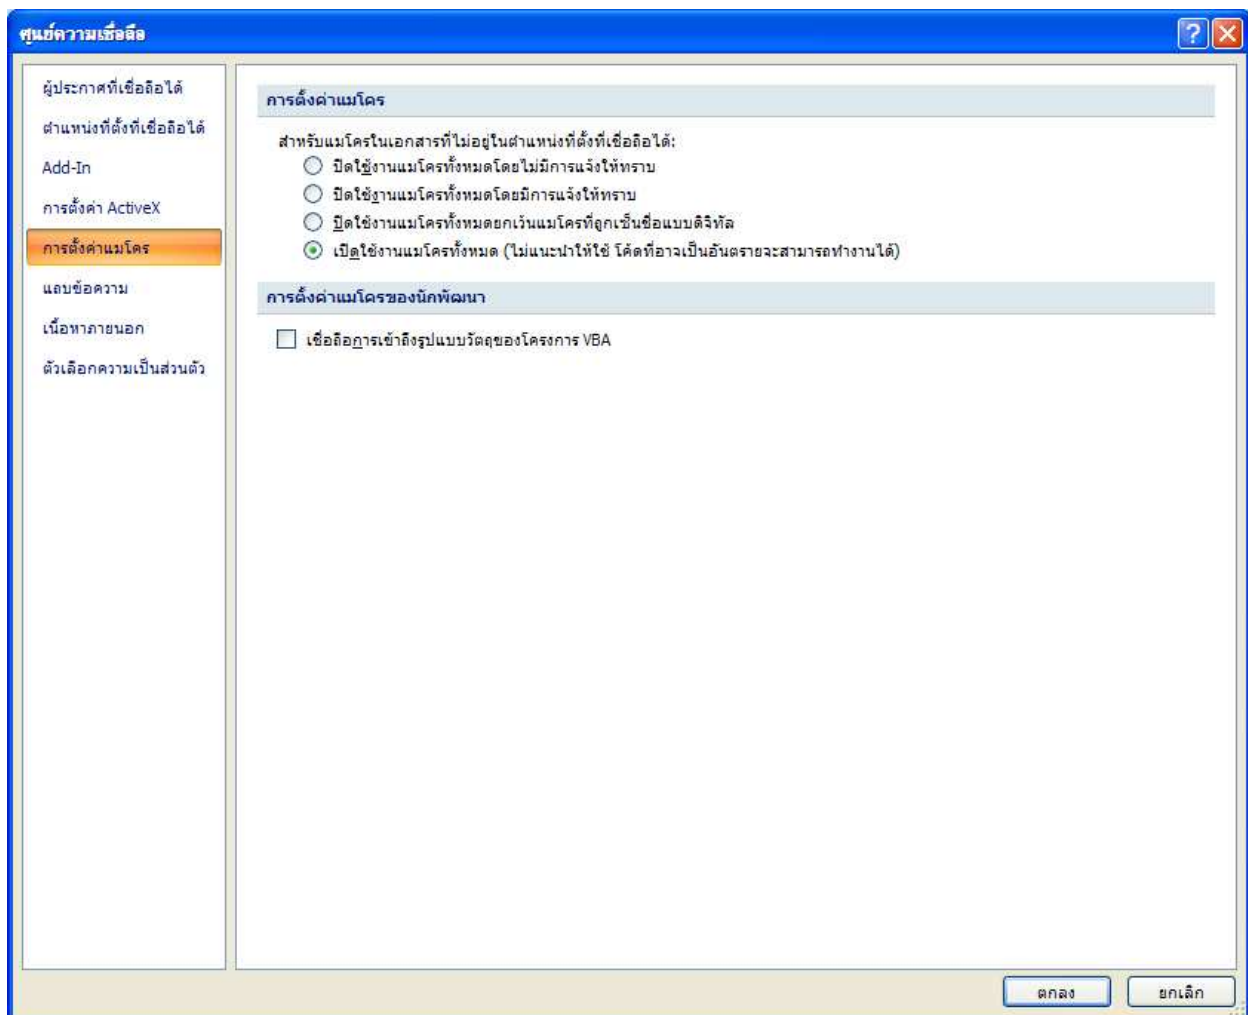 ศูนย์ความเชื่อถือ
ผู้ประกาศที่เชื่อถือได้
ตำแหน่งที่ตั้งที่เชื่อถือได้
Add-In
การตั้งค่า ActiveX
การตั้งค่าแมโคร
แถบข้อความ
เนื้อหาภายนอก
ตัวเลือกความเป็นส่วนตัว
การตั้งค่าแมโคร
สำหรับแมโครในเอกสารที่ไม่อยู่ในตำแหน่งที่ตั้งที่เชื่อถือได้:
ปิดใช้งานแมโครทั้งหมดโดยไม่มีการแจ้งให้ทราบ
ปิดใช้งานแมโครทั้งหมดโดยมีการแจ้งให้ทราบ
ปิดใช้งานแมโครทั้งหมดยกเว้นแมโครที่ถูกเซ็นชื่อแบบดิจิทัล
เปิดใช้งานแมโครทั้งหมด (ไม่แนะนำให้ใช้ โค้ดที่อาจเป็นอันตรายจะสามารถทำงานได้)
การตั้งค่าแมโครของนักพัฒนา
เชื่อถือการเข้าถึงรูปแบบวัตถุของโครงการ VBA
ตกลง
ยกเลิก